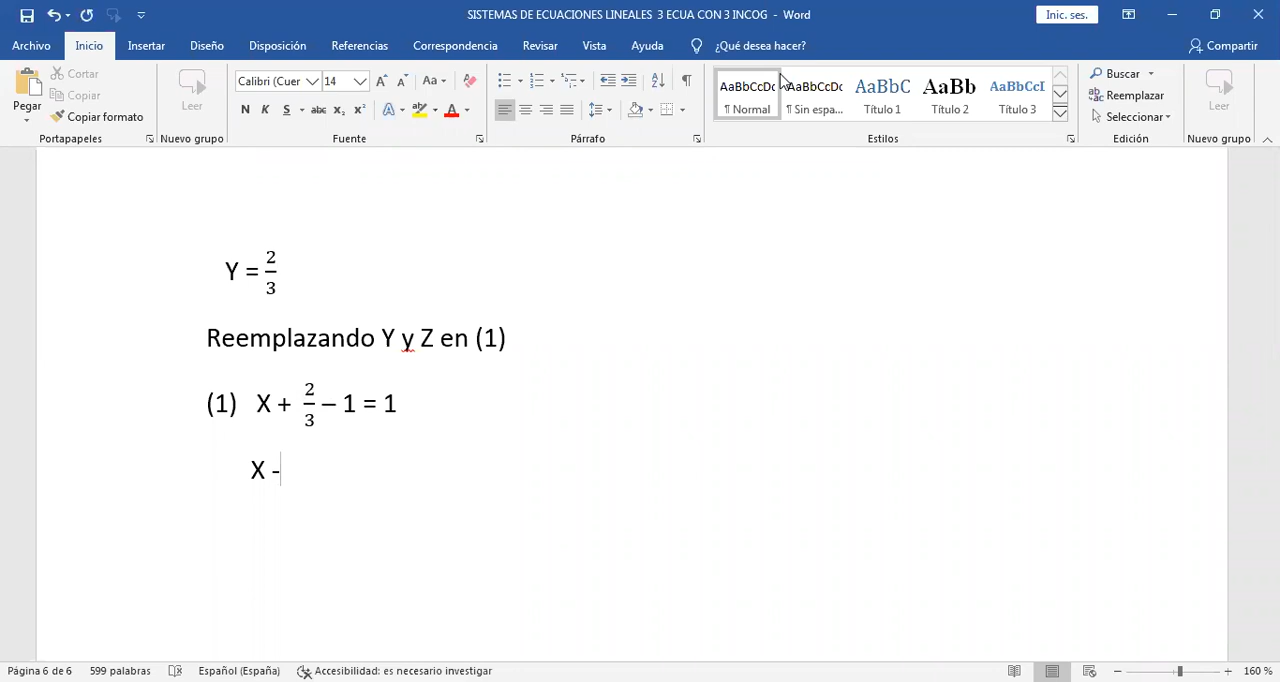 SISTEMAS DE ECUACIONES LINEALES 3 ECUA CON 3 INCOG - Word
Inic. ses.
Archivo Inicio Insertar Diseño Disposición Referencias Correspondencia Revisar Vista Ayuda ¿Qué desea hacer? Compartir
Pegar
Cortar
Copiar
Copiar formato
Portapapeles
Leer
Nuevo grupo
Calibri (Cuer 14
Fuente
Párrafo
AaBbCcDc AaBbCcDc AaBbC AaBb AaBbCcI
¶ Normal ¶ Sin espa... Título 1 Título 2 Título 3
Estilos
Buscar
Reemplazar
Seleccionar
Edición
Leer
Nuevo grupo
Y = 2/3
Reemplazando Y y Z en (1)
(1) X + 2/3 – 1 = 1
X -
Página 6 de 6 599 palabras Español (España) Accesibilidad: es necesario investigar 160 %